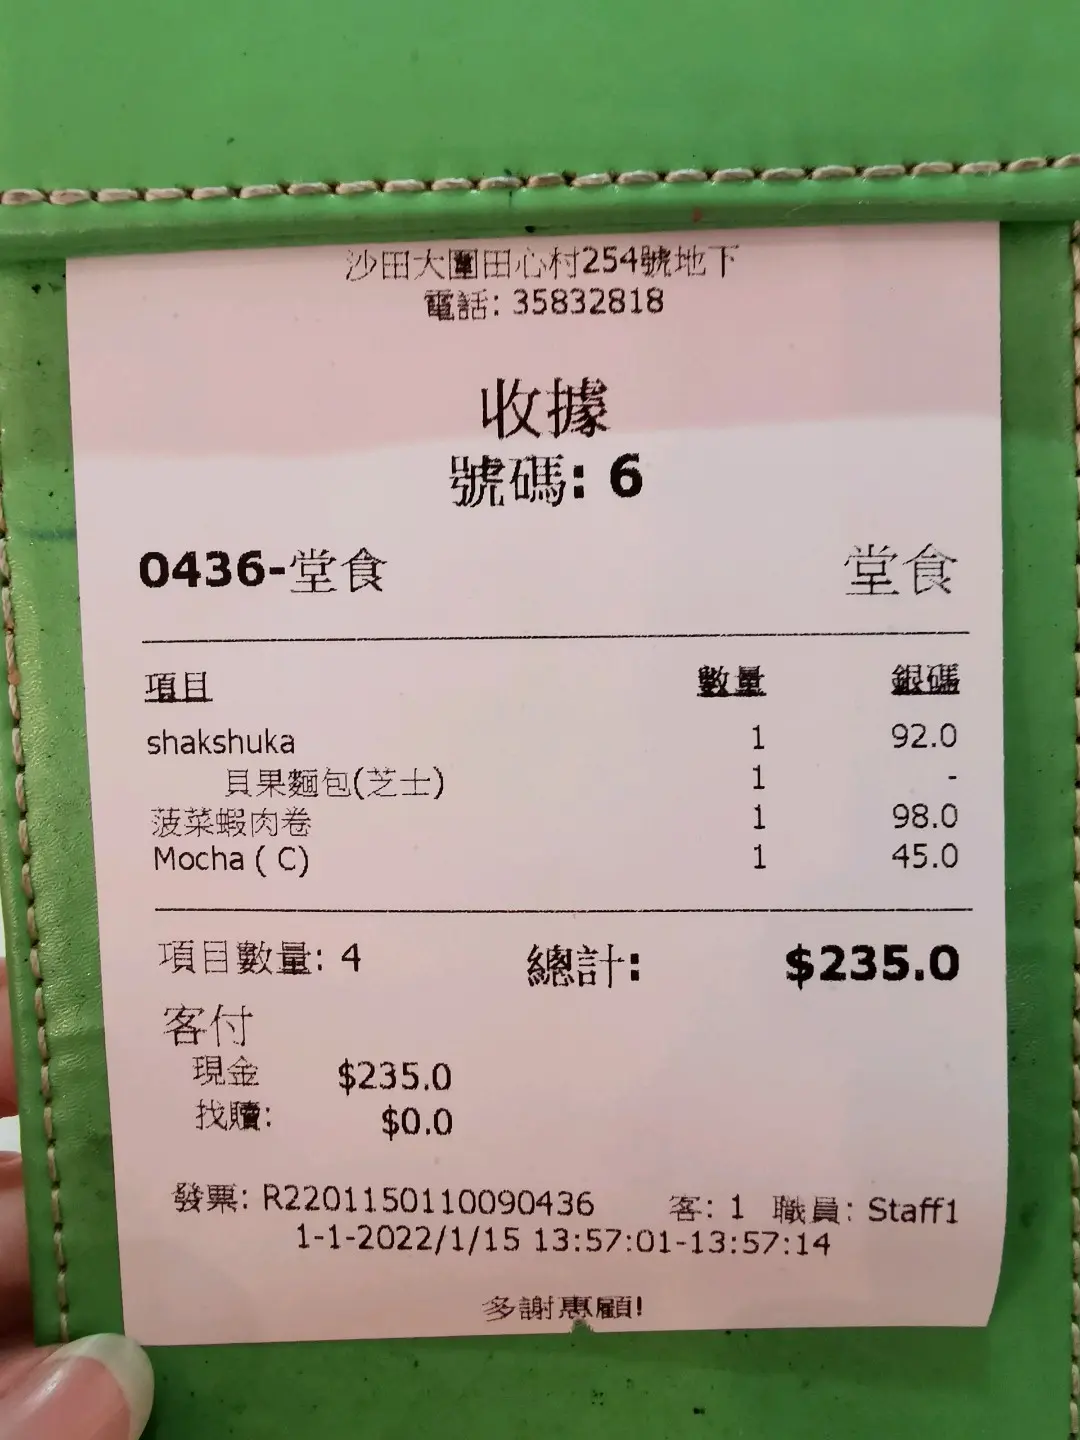 沙田大圍田心村254號地下
電話: 35832818
收據
號碼: 6
0436-堂食 堂食
項目 數量 銀碼
shakshuka 1 92.0
貝果麵包(芝士) 1 -
菠菜蝦肉卷 1 98.0
Mocha ( C) 1 45.0
項目數量: 4 總計: $235.0
客付
現金 $235.0
找贖: $0.0
發票: R2201150110090436 客: 1 職員: Staff1
1-1-2022/1/15 13:57:01-13:57:14
多謝惠顧!